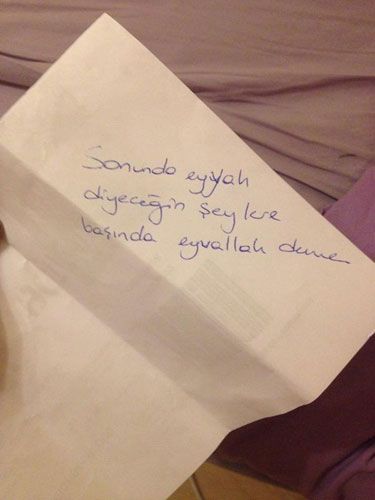 Sonunda eyvah
diyeceğin şeylere
başında eyvallah deme